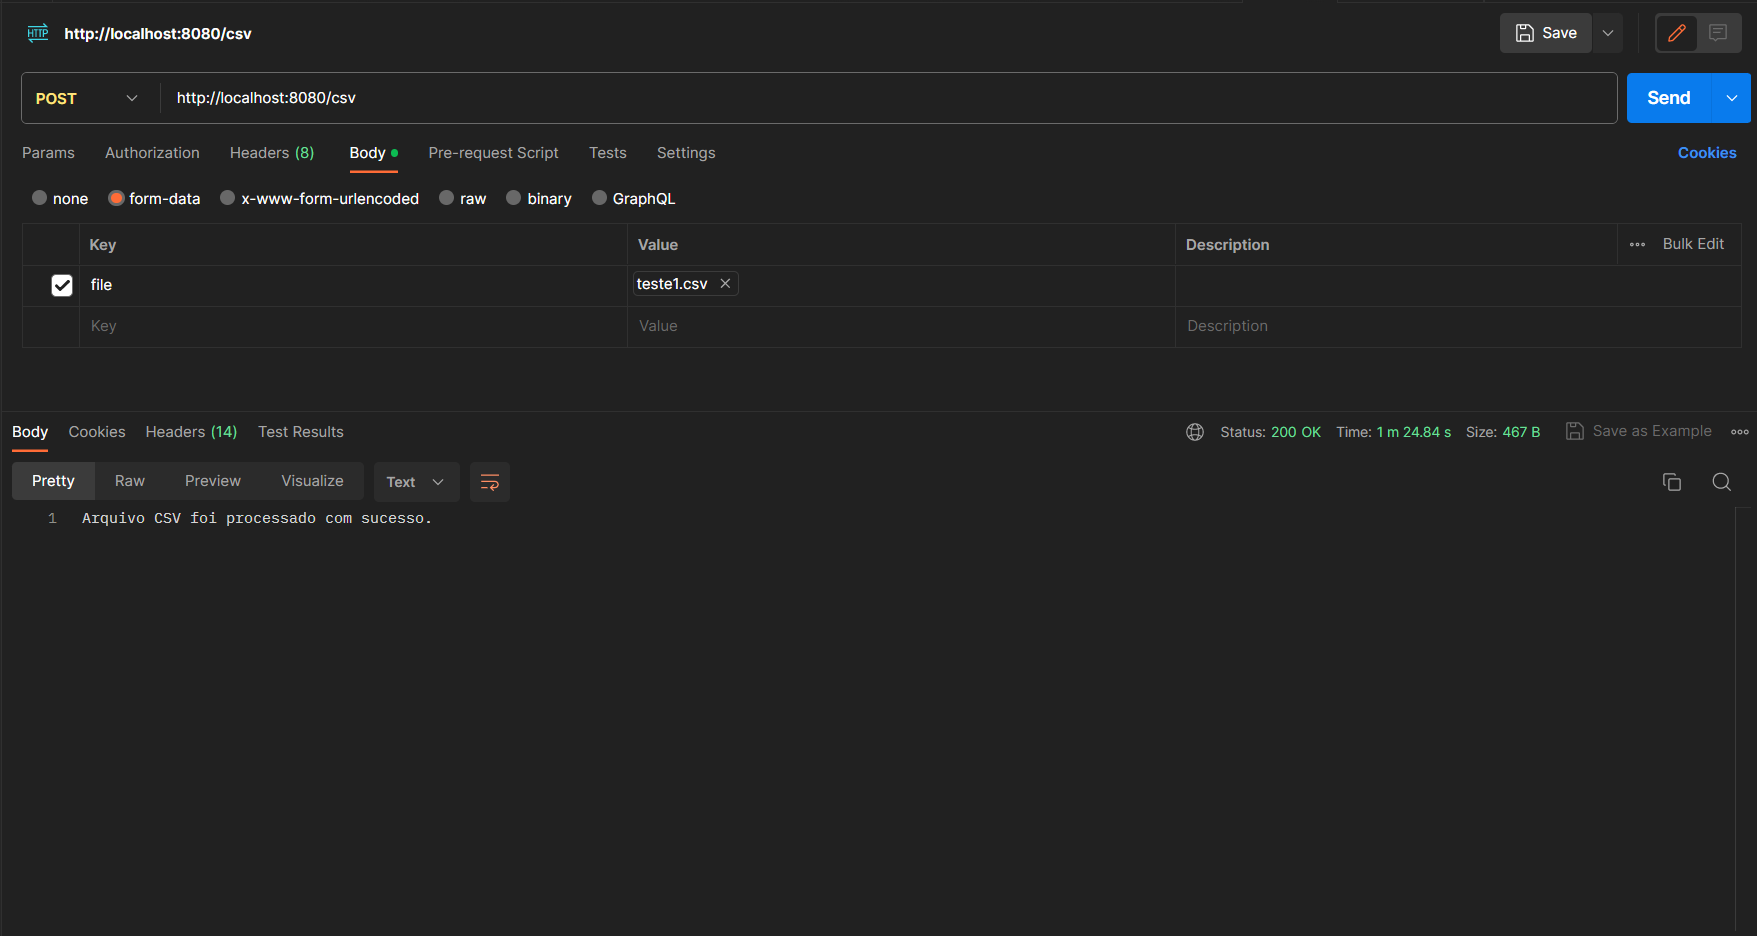 HTTP http://localhost:8080/csv Save
POST http://localhost:8080/csv Send
Params Authorization Headers (8) Body Pre-request Script Tests Settings Cookies
none form-data x-www-form-urlencoded raw binary GraphQL
Key Value Description Bulk Edit
file teste1.csv
Key Value Description
Body Cookies Headers (14) Test Results Status: 200 OK Time: 1 m 24.84 s Size: 467 B Save as Example
Pretty Raw Preview Visualize Text
1 Arquivo CSV foi processado com sucesso.